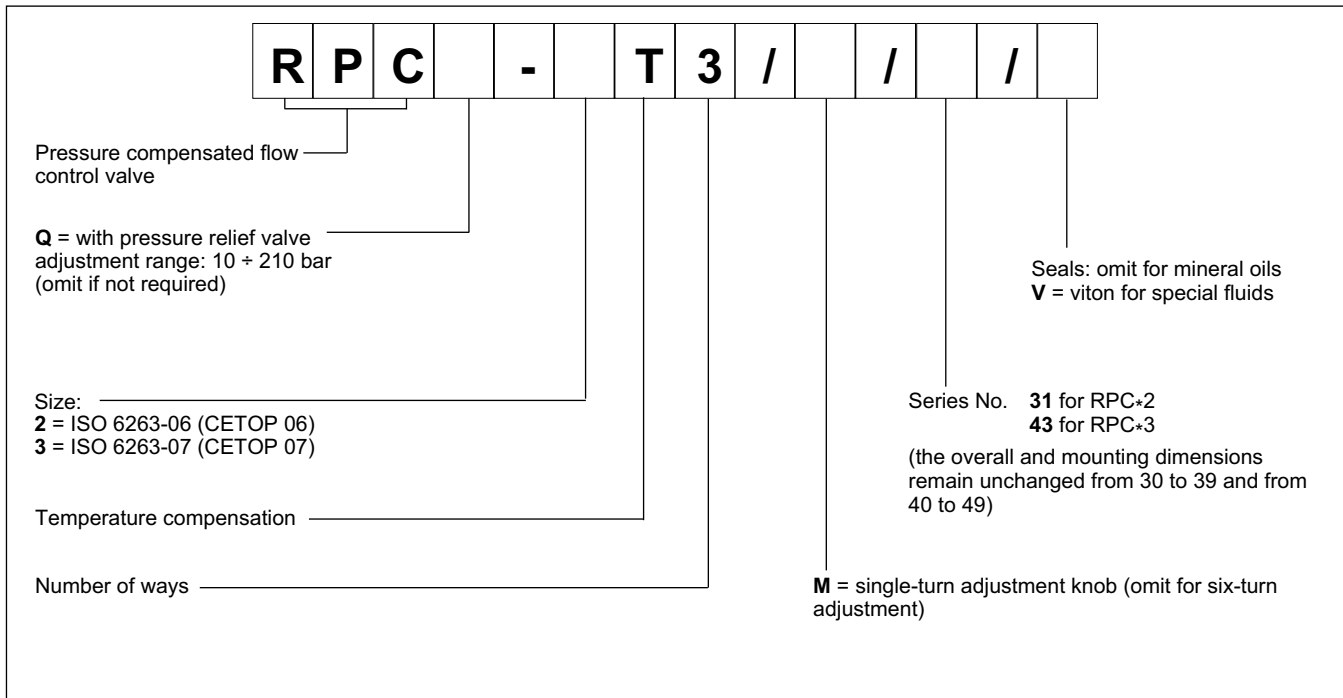 R P C - T 3 / / /
Pressure compensated flow
control valve
Q = with pressure relief valve
adjustment range: 10 ÷ 210 bar
(omit if not required)
Size:
2 = ISO 6263-06 (CETOP 06)
3 = ISO 6263-07 (CETOP 07)
Temperature compensation
Number of ways
Seals: omit for mineral oils
V = viton for special fluids
Series No. 31 for RPC*2
43 for RPC*3
(the overall and mounting dimensions
remain unchanged from 30 to 39 and from
40 to 49)
M = single-turn adjustment knob (omit for six-turn
adjustment)